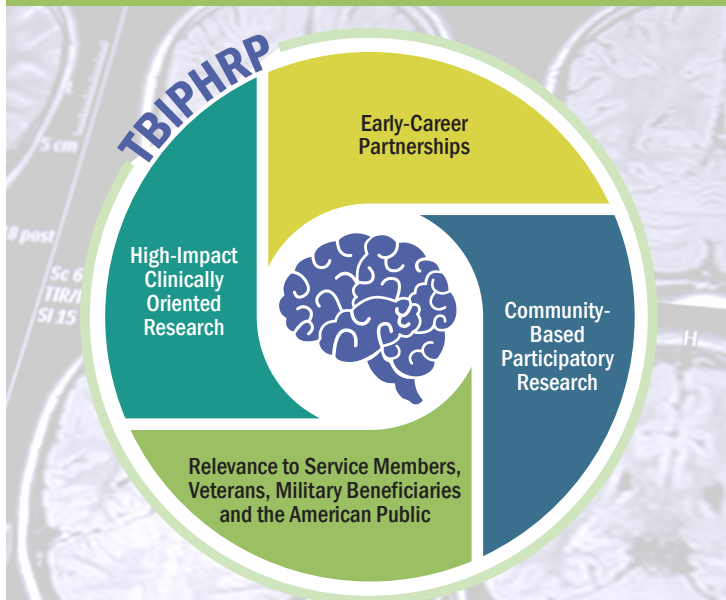 TBIPHRP
Early-Career
Partnerships
High-Impact
Clinically
Oriented
Research
Community-
Based
Participatory
Research
Relevance to Service Members,
Veterans, Military Beneficiaries
and the American Public
5 cm
8 post
Sc 6
TIR/
SI 15
H